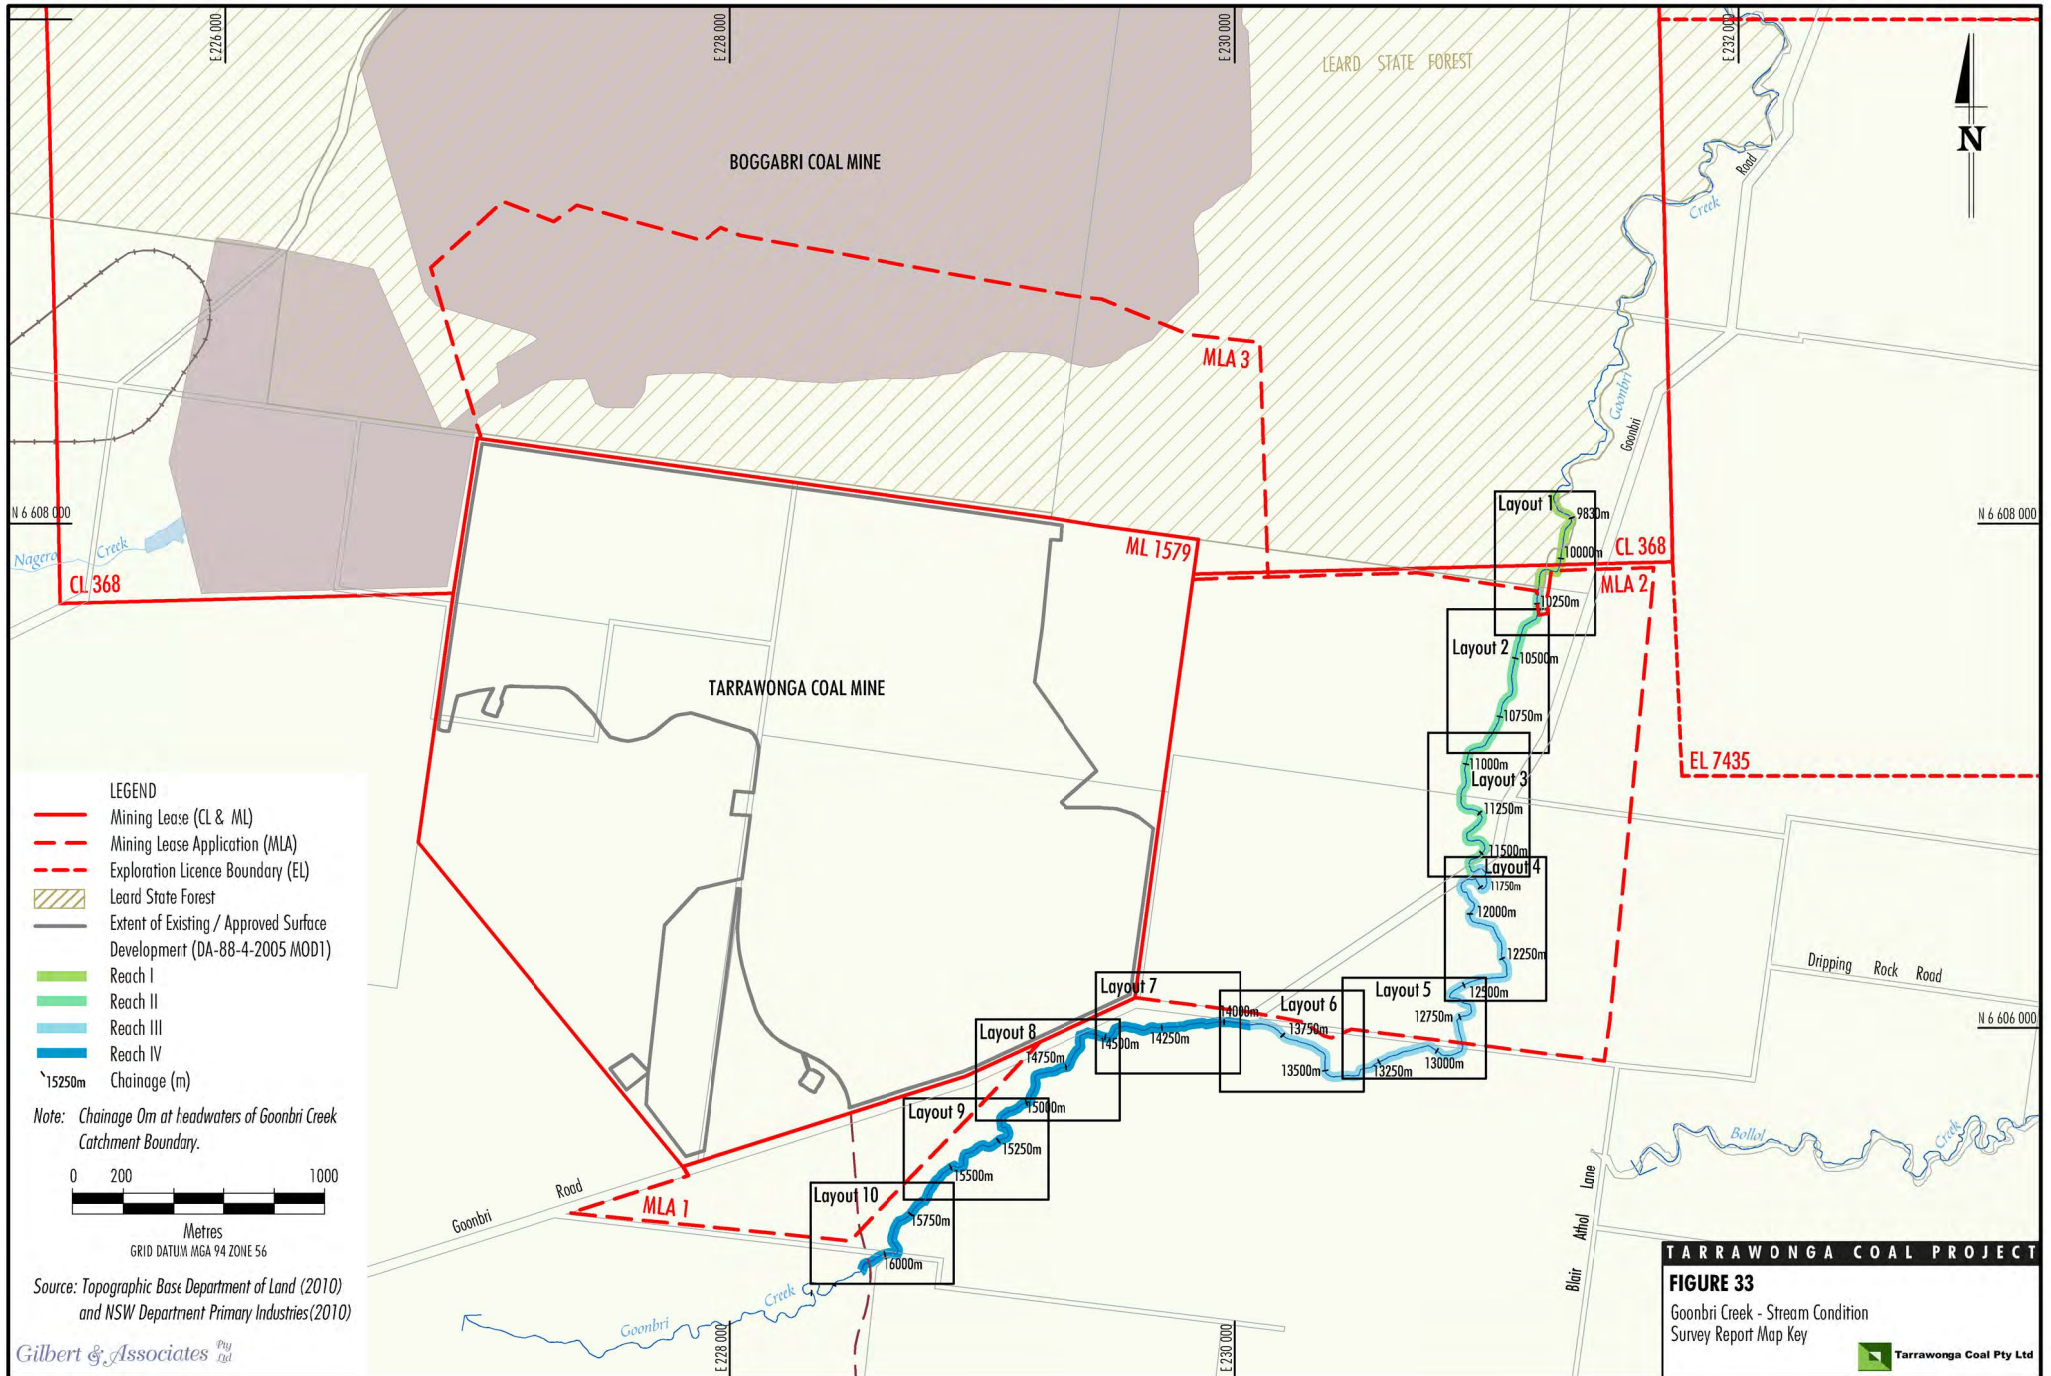 E 226 000
E 228 000
E 230 000
E 232 000
LEARD STATE FOREST
N
BOGGABRI COAL MINE
Road
Creek
MLA 3
Goonbri
Goonbri
N 6 608 000
N 6 608 000
Layout 1
9830m
10000m
CL 368
ML 1579
Nagero Creek
CL 368
MLA 2
10250m
Layout 2
10500m
TARRAWONGA COAL MINE
10750m
11000m
Layout 3
EL 7435
11250m
11500m
Layout 4
11750m
12000m
12250m
Dripping Rock Road
Layout 7
Layout 5
12500m
Layout 6
14000m
12750m
N 6 606 000
Layout 8
13750m
14500m
14250m
14750m
13000m
13250m
13500m
15000m
Layout 9
15250m
15500m
Bollol Creek
Layout 10
15750m
16000m
MLA 1
Road
Goonbri
Blair Athol Lane
Creek
Goonbri
E 228 000
E 230 000
LEGEND
Mining Lease (CL & ML)
Mining Lease Application (MLA)
Exploration Licence Boundary (EL)
Leard State Forest
Extent of Existing / Approved Surface
Development (DA-88-4-2005 MOD1)
Reach I
Reach II
Reach III
Reach IV
15250m Chainage (m)
Note: Chainage 0m at headwaters of Goonbri Creek
Catchment Boundary.
0 200 1000
Metres
GRID DATUM MGA 94 ZONE 56
Source: Topographic Base Department of Land (2010)
and NSW Department Primary Industries (2010)
Gilbert & Associates Pty Ltd
TARRAWONGA COAL PROJECT
FIGURE 33
Goonbri Creek - Stream Condition
Survey Report Map Key
Tarrawonga Coal Pty Ltd